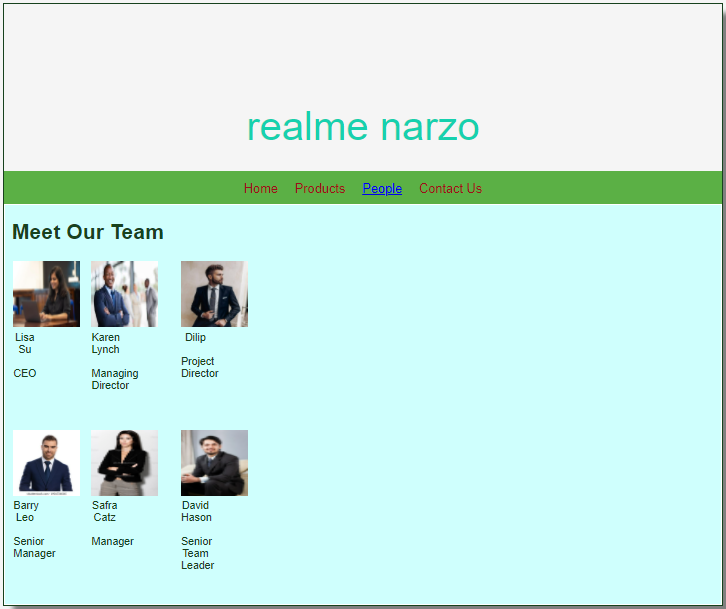 realme narzo
Home Products People Contact Us
Meet Our Team
Lisa
Su
CEO
Karen
Lynch
Managing
Director
Dilip
Project
Director
Barry
Leo
Senior
Manager
Safra
Catz
Manager
David
Hason
Senior
Team
Leader